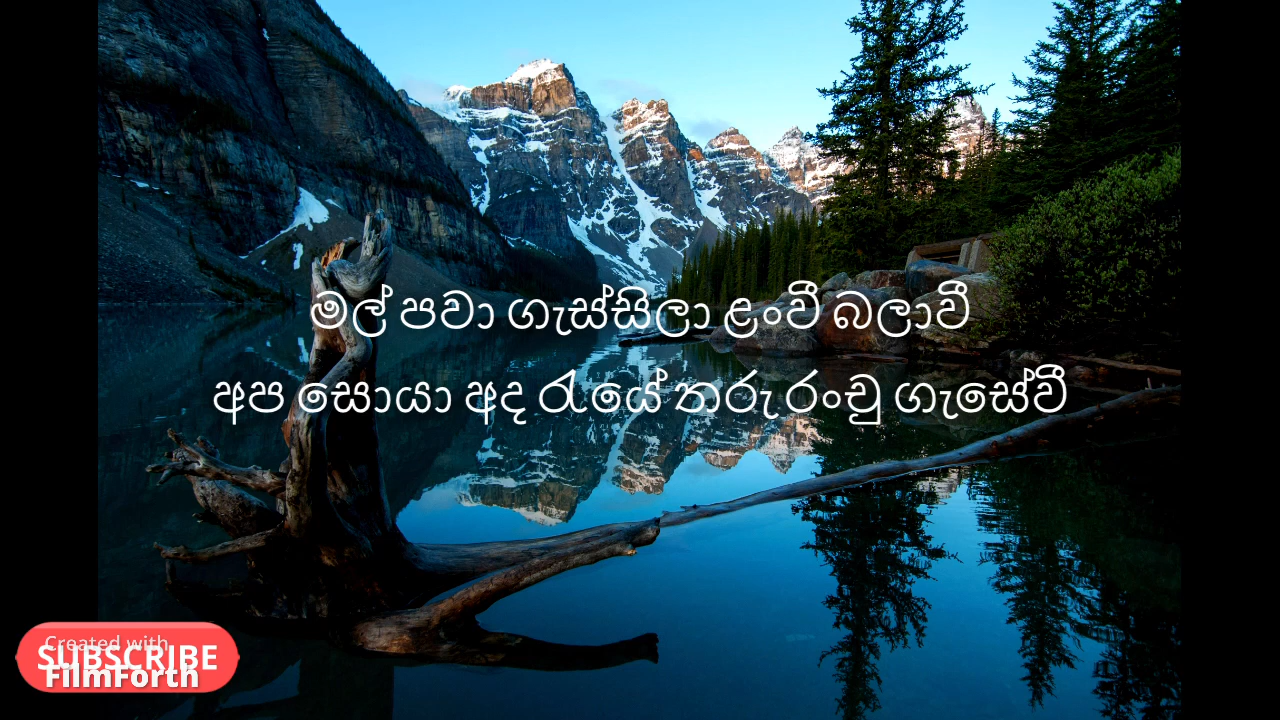 මල් පවා ගැස්සිලා ළංවී බලාවී
අප සොයා අද රැයේ තරු රංචු ගැසේවී
Created with
SUBSCRIBE
FilmForth